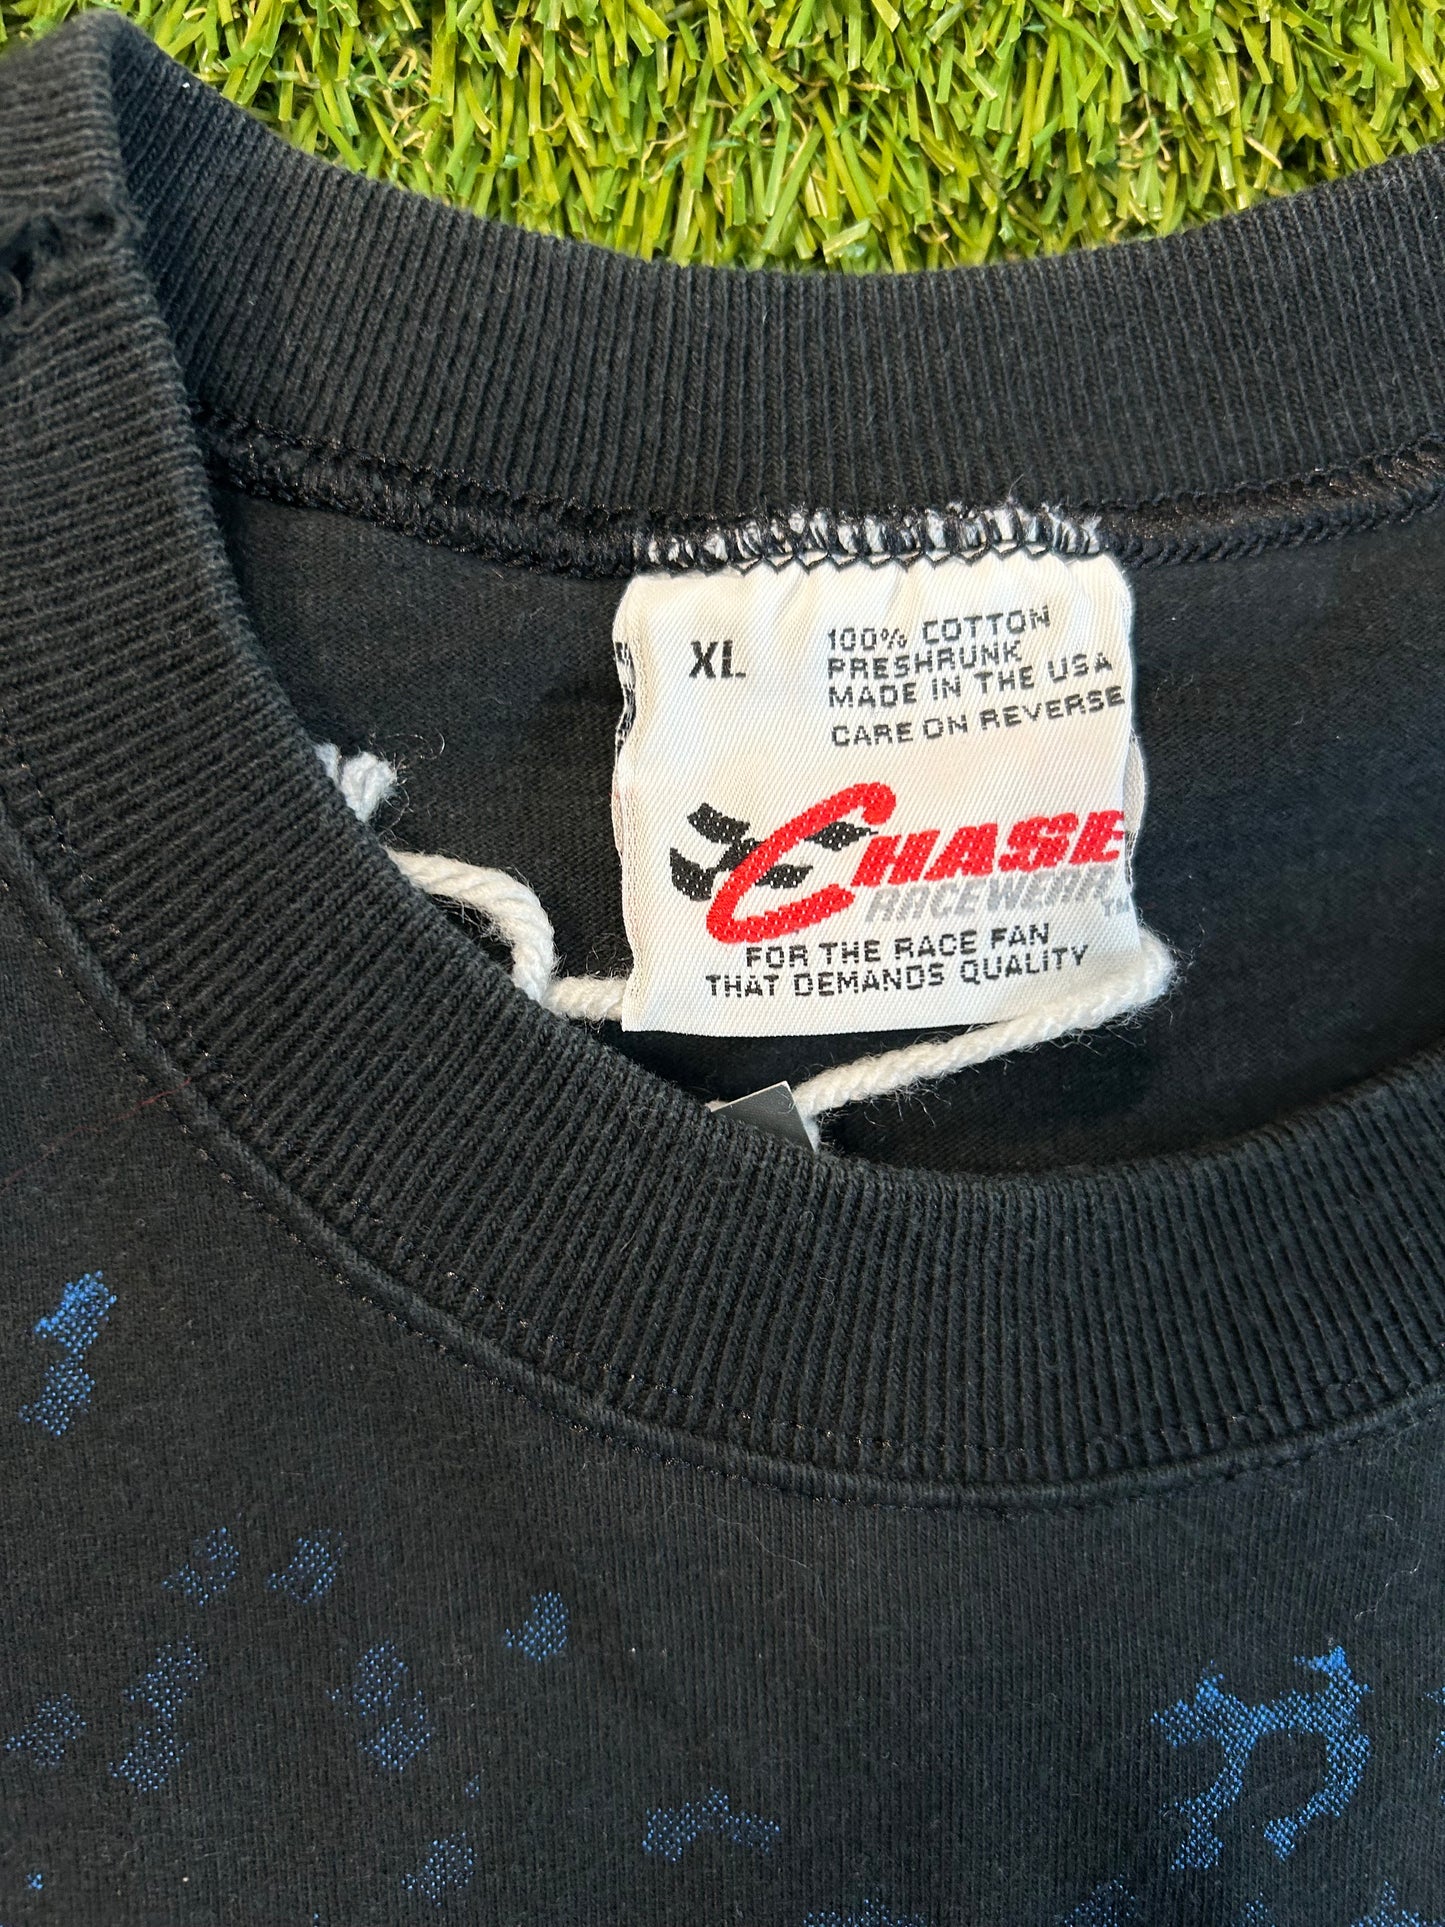 XL
100% COTTON
PRESHRUNK
MADE IN THE USA
CARE ON REVERSE
CHASE
RACEWEAR TM
FOR THE RACE FAN
THAT DEMANDS QUALITY